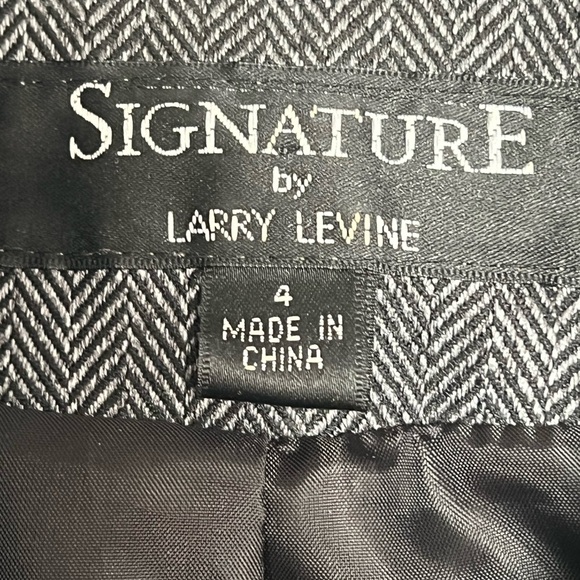 SIGNATURE
by
LARRY LEVINE
4
MADE IN
CHINA